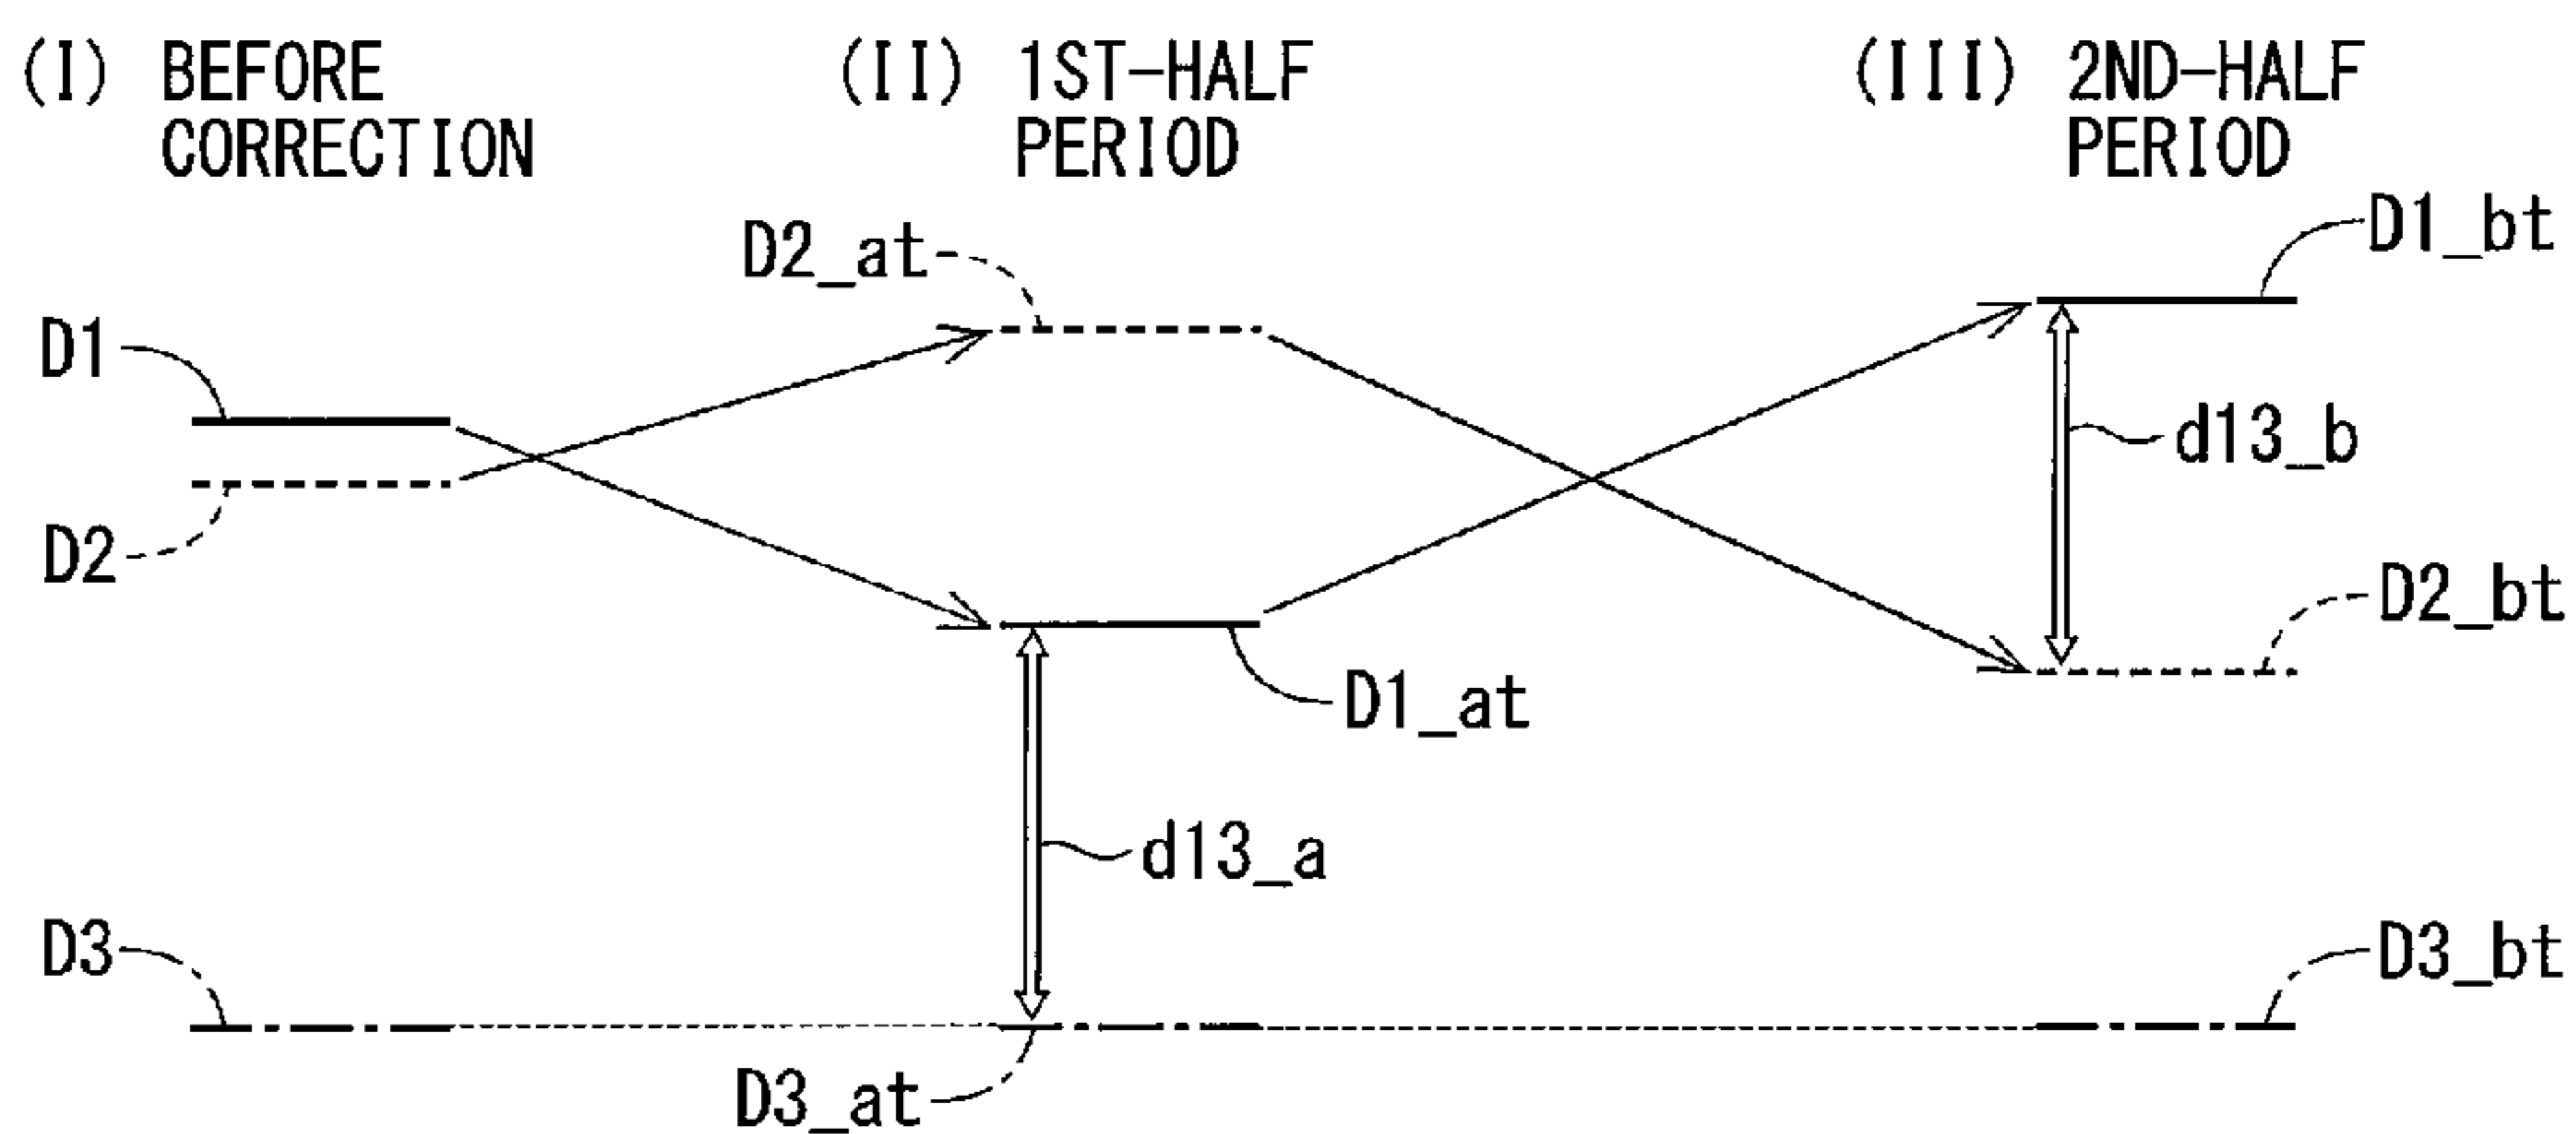 (I) BEFORE
CORRECTION
(II) 1ST-HALF
PERIOD
(III) 2ND-HALF
PERIOD
D1
D2
D3
D2_at
D1_at
d13_a
D3_at
D1_bt
d13_b
D2_bt
D3_bt